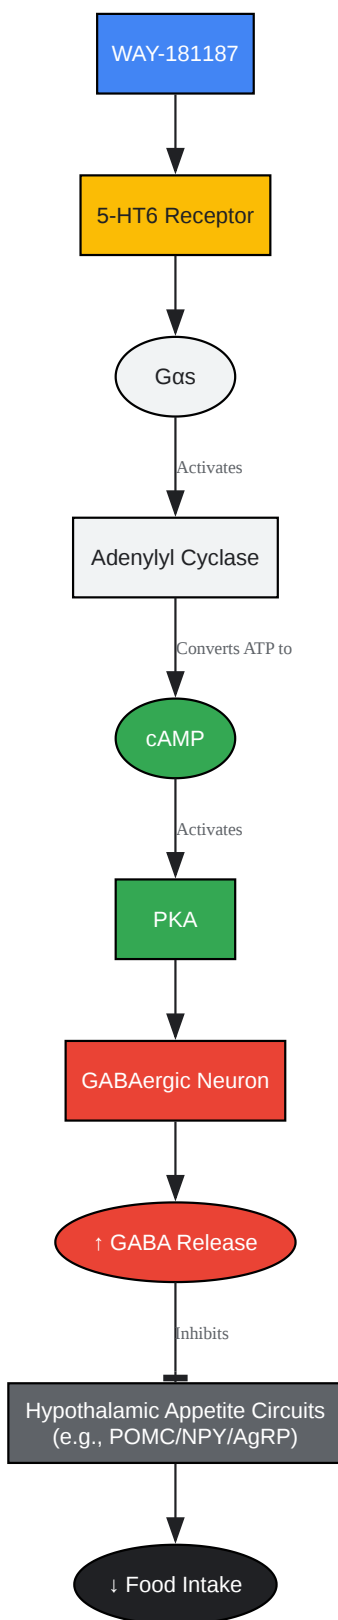 WAY-181187
5-HT6 Receptor
Gαs
Activates
Adenylyl Cyclase
Converts ATP to
cAMP
Activates
PKA
GABAergic Neuron
↑ GABA Release
Inhibits
Hypothalamic Appetite Circuits
(e.g., POMC/NPY/AgRP)
↓ Food Intake